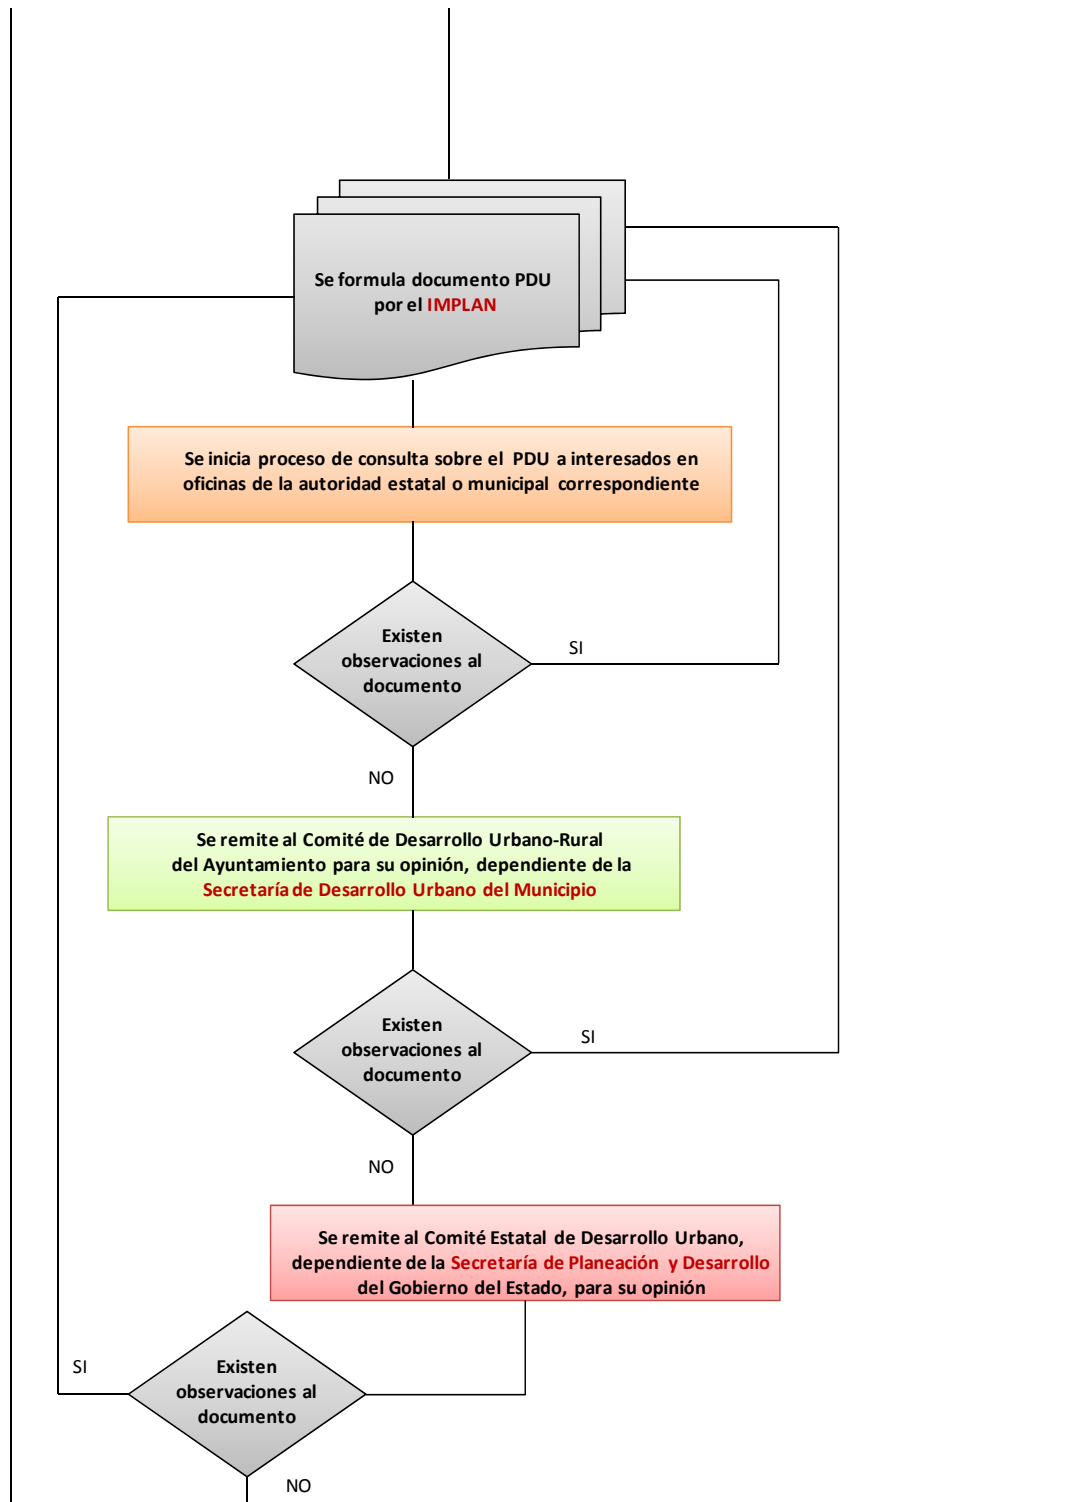 Se formula documento PDU
por el IMPLAN
Se inicia proceso de consulta sobre el PDU a interesados en
oficinas de la autoridad estatal o municipal correspondiente
Existen
observaciones al
documento
SI
NO
Se remite al Comité de Desarrollo Urbano-Rural
del Ayuntamiento para su opinión, dependiente de la
Secretaría de Desarrollo Urbano del Municipio
Existen
observaciones al
documento
SI
NO
Se remite al Comité Estatal de Desarrollo Urbano,
dependiente de la Secretaría de Planeación y Desarrollo
del Gobierno del Estado, para su opinión
SI
Existen
observaciones al
documento
NO